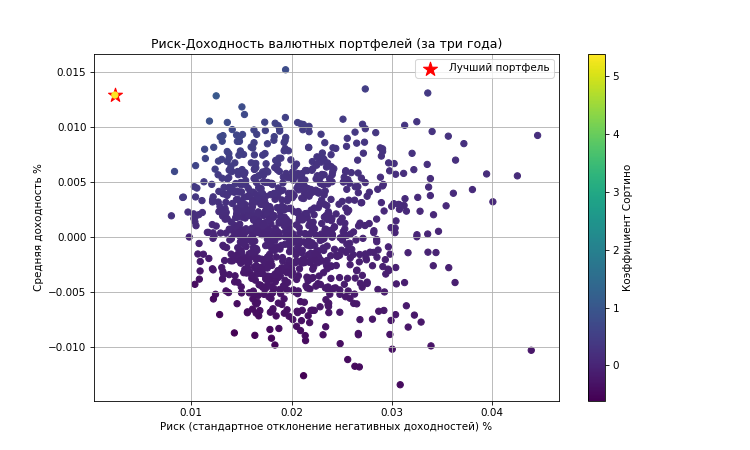 Риск-Доходность валютных портфелей (за три года)
Лучший портфель
Средняя доходность %
0.015
0.010
0.005
0.000
−0.005
−0.010
0.01 0.02 0.03 0.04
Риск (стандартное отклонение негативных доходностей) %
5
4
3
2
1
0
Коэффициент Сортино